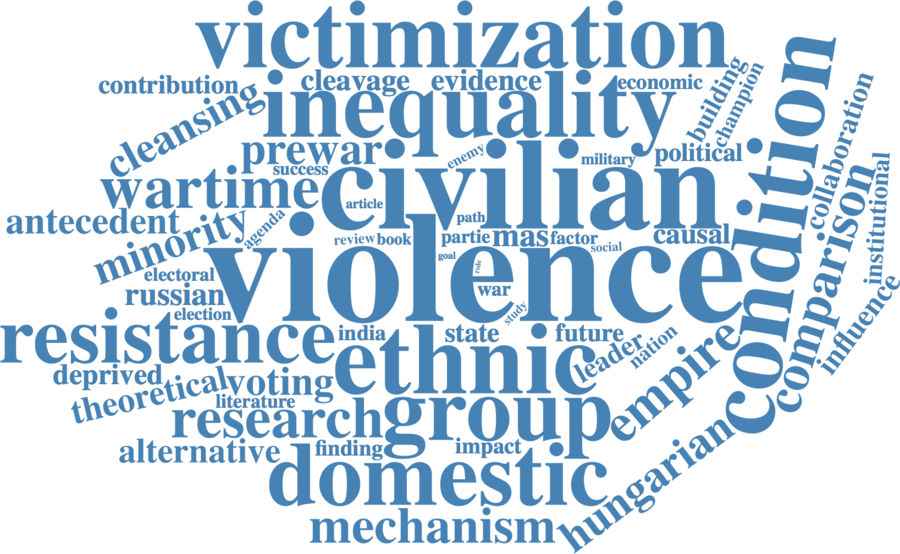 victimization
contribution
cleavage
evidence
economic
building
champion
cleansing
inequality
condition
collaboration
prewar
success
enemy
military
political
wartime
civilian
article
path
antecedent
minority
agenda
review
book
partie
mas
factor
social
causal
comparison
institutional
goal
role
violence
electoral
russian
election
war
study
influence
resistance
india
state
future
leader
nation
deprived
theoretical
voting
ethnic
empire
literature
research
group
alternative
finding
impact
hungarian
domestic
mechanism